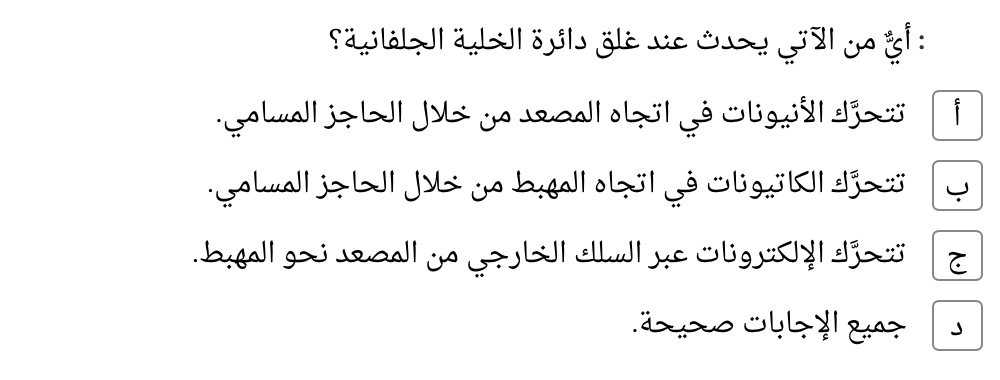 : أيٌّ من الآتي يحدث عند غلق دائرة الخلية الجلفانية؟
أ تتحرَّك الأنيونات في اتجاه المصعد من خلال الحاجز المسامي.
ب تتحرَّك الكاتيونات في اتجاه المهبط من خلال الحاجز المسامي.
ج تتحرَّك الإلكترونات عبر السلك الخارجي من المصعد نحو المهبط.
د جميع الإجابات صحيحة.